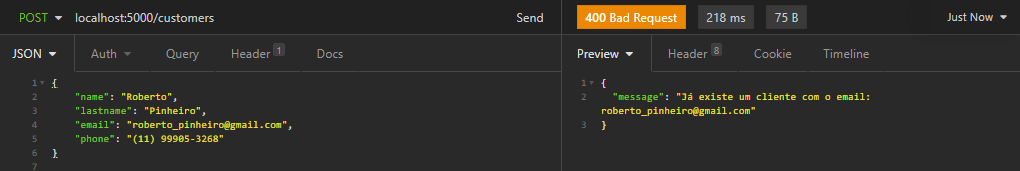 POST localhost:5000/customers Send 400 Bad Request 218 ms 75 B Just Now
JSON Auth Query Header 1 Docs Preview Header 8 Cookie Timeline
1 {
2 "name": "Roberto",
3 "lastname": "Pinheiro",
4 "email": "roberto_pinheiro@gmail.com",
5 "phone": "(11) 99905-3268"
6 }
7
1 {
2 "message": "Já existe um cliente com o email:
roberto_pinheiro@gmail.com"
3 }